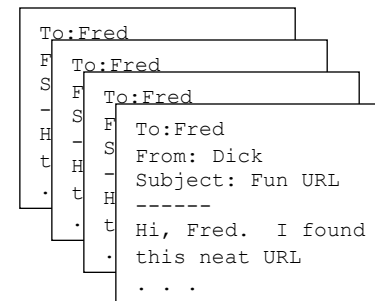 To:Fred
F
S
-
H
t
.
To:Fred
F
S
-
H
t
.
To:Fred
F
S
-
H
t
.
To:Fred
From: Dick
Subject: Fun URL
------
Hi, Fred.  I found
this neat URL
. . .